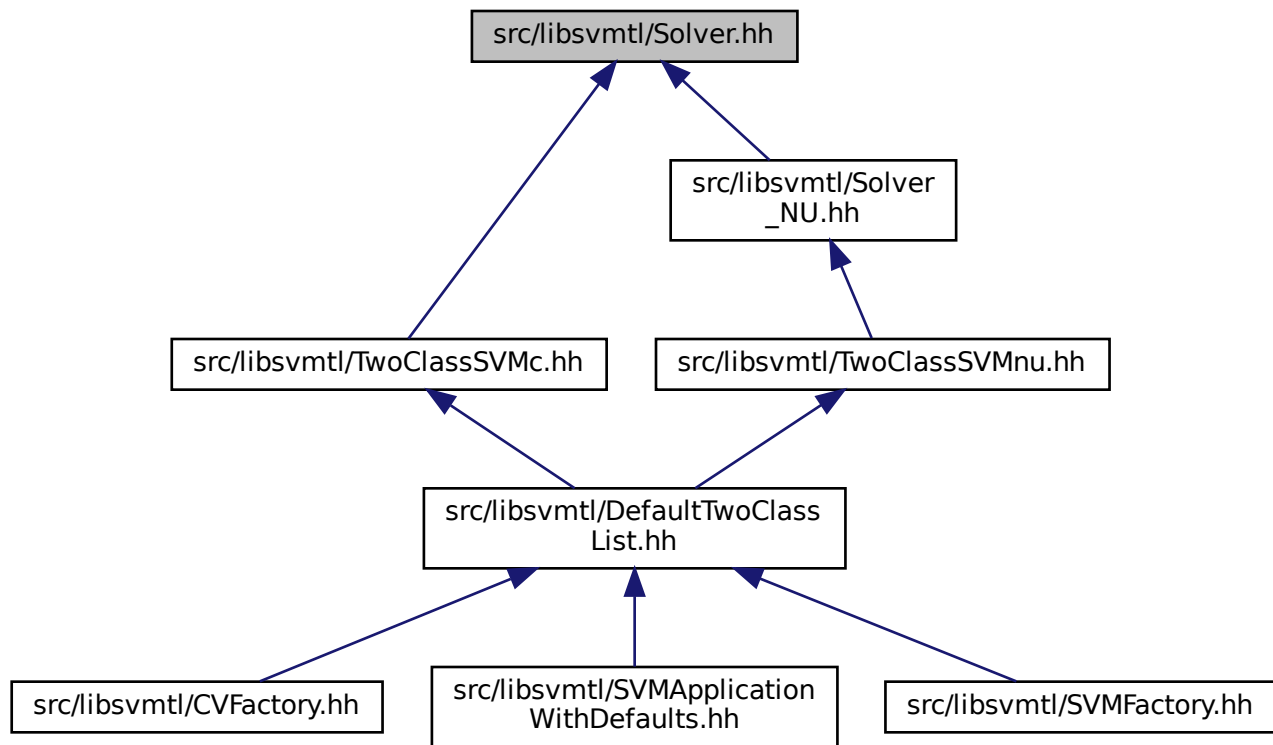 src/libsvmtl/Solver.hh
src/libsvmtl/Solver
_NU.hh
src/libsvmtl/TwoClassSVMc.hh
src/libsvmtl/TwoClassSVMnu.hh
src/libsvmtl/DefaultTwoClass
List.hh
src/libsvmtl/CVFactory.hh
src/libsvmtl/SVMApplication
WithDefaults.hh
src/libsvmtl/SVMFactory.hh